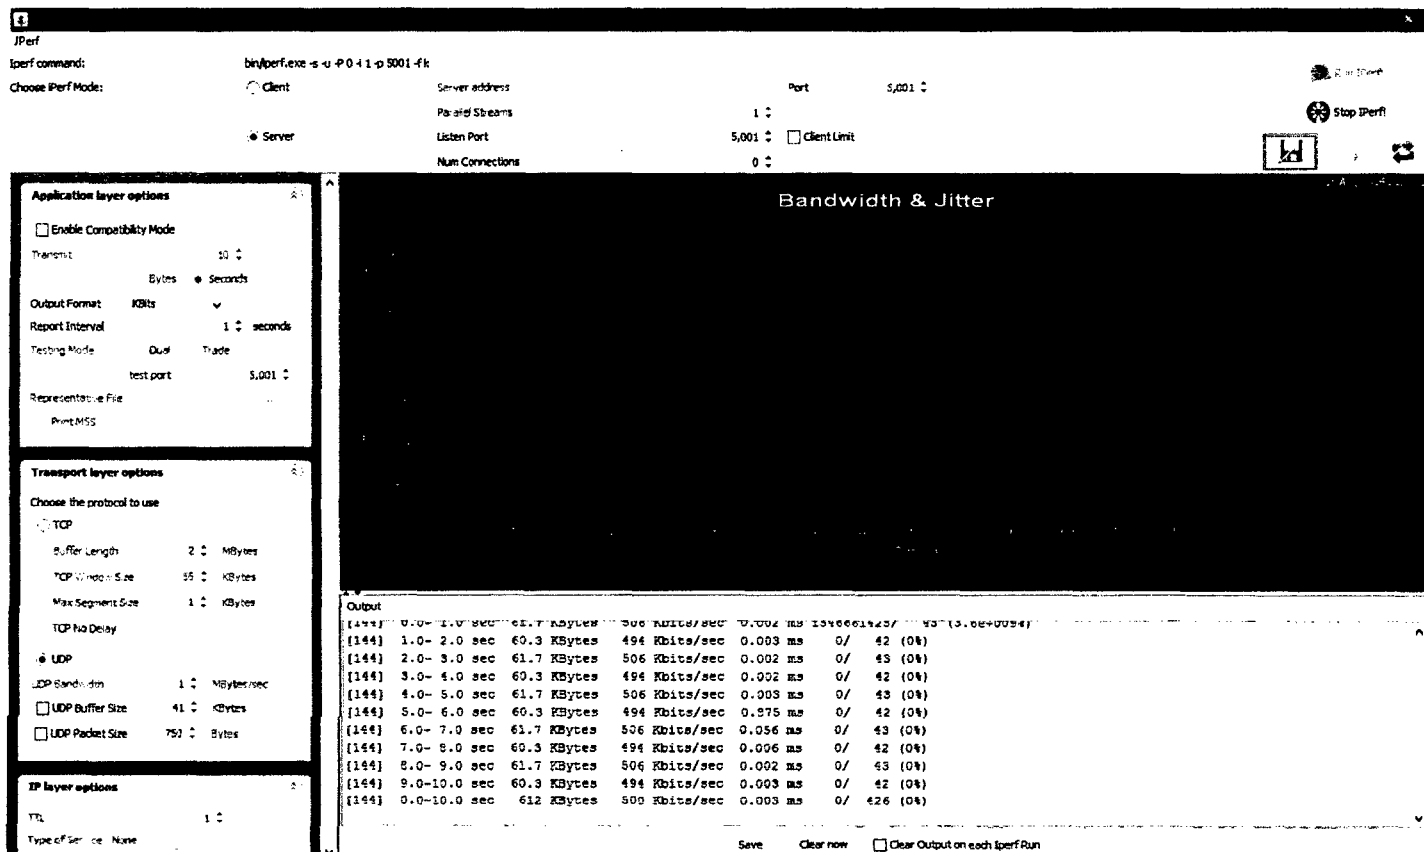 JPerf
Iperf command: bin/iperf.exe -s -u -P 0 -i 1 -p 5001 -f k
Choose iPerf Mode: Client Server address Port 5,001
Parallel Streams 1
Stop IPerf!
Server Listen Port 5,001 Client Limit
Num Connections 0
Application layer options
Enable Compatibility Mode
Transmit 10
Bytes Seconds
Output Format KBits
Report Interval 1 seconds
Testing Mode Dual Trade
test port 5,001
Representative File
Print MSS
Transport layer options
Choose the protocol to use
TCP
Buffer Length 2 MBytes
TCP Window Size 56 KBytes
Max Segment Size 1 KBytes
TCP No Delay
UDP
UDP Bandwidth 1 MBytes/sec
UDP Buffer Size 41 KBytes
UDP Packet Size Bytes
IP layer options
TTL 1
Type of Service None
Bandwidth & Jitter
Output
[144] 0.0- 1.0 sec 61.7 KBytes 506 Kbits/sec 0.002 ms
[144] 1.0- 2.0 sec 60.3 KBytes 494 Kbits/sec 0.003 ms 0/ 42 (0%)
[144] 2.0- 3.0 sec 61.7 KBytes 506 Kbits/sec 0.002 ms 0/ 43 (0%)
[144] 3.0- 4.0 sec 60.3 KBytes 494 Kbits/sec 0.002 ms 0/ 42 (0%)
[144] 4.0- 5.0 sec 61.7 KBytes 506 Kbits/sec 0.003 ms 0/ 43 (0%)
[144] 5.0- 6.0 sec 60.3 KBytes 494 Kbits/sec 0.875 ms 0/ 42 (0%)
[144] 6.0- 7.0 sec 61.7 KBytes 506 Kbits/sec 0.056 ms 0/ 43 (0%)
[144] 7.0- 8.0 sec 60.3 KBytes 494 Kbits/sec 0.006 ms 0/ 42 (0%)
[144] 8.0- 9.0 sec 61.7 KBytes 506 Kbits/sec 0.002 ms 0/ 43 (0%)
[144] 9.0-10.0 sec 60.3 KBytes 494 Kbits/sec 0.003 ms 0/ 42 (0%)
[144] 0.0-10.0 sec 612 KBytes 500 Kbits/sec 0.003 ms 0/ 426 (0%)
Save Clear now Clear Output on each Iperf Run